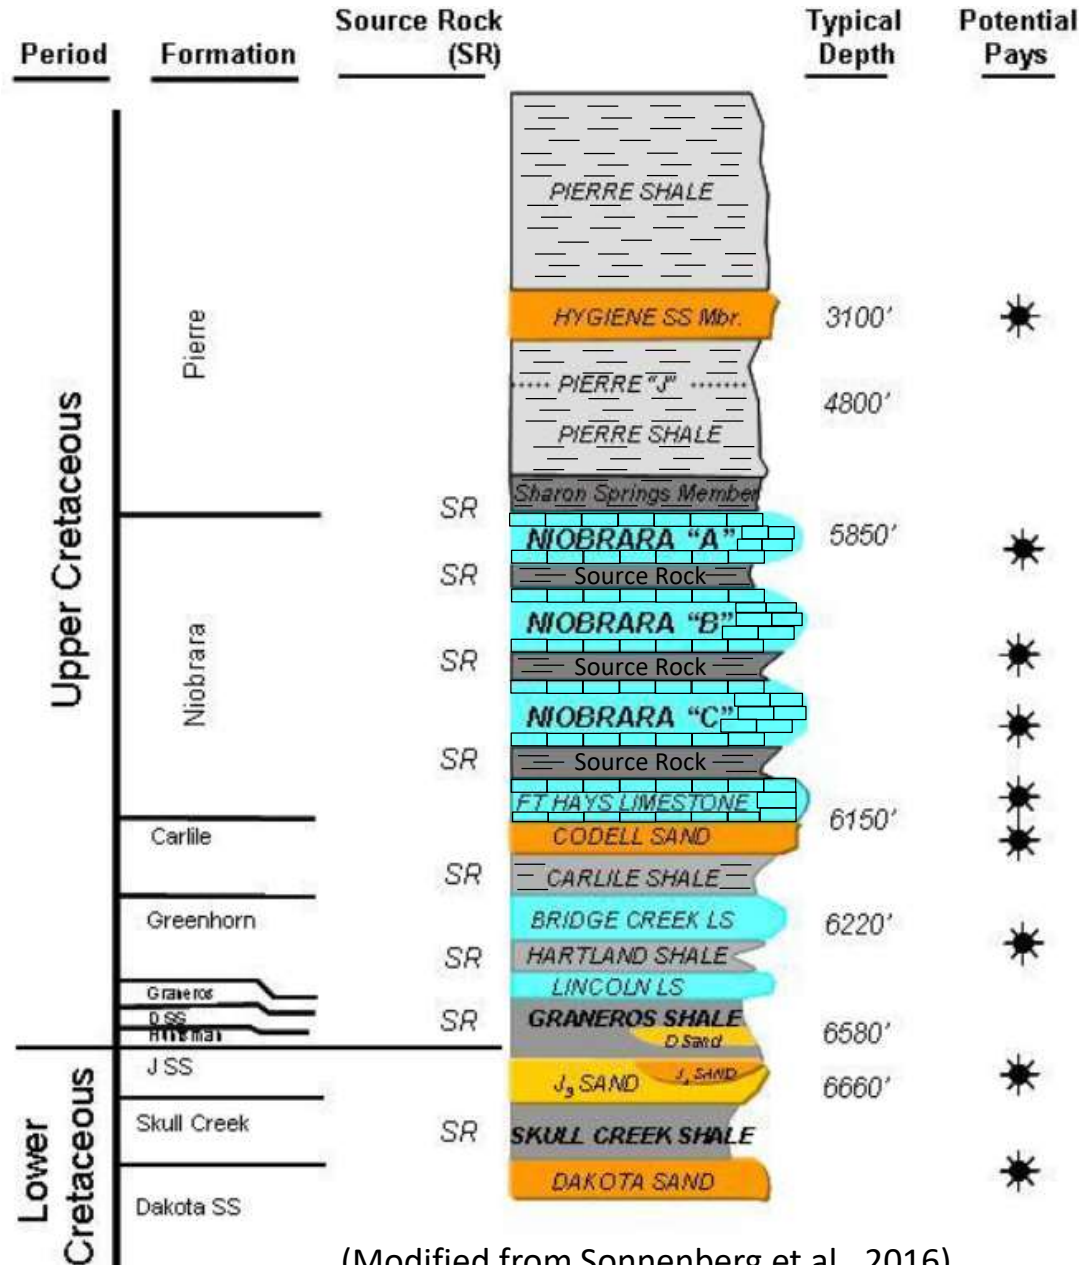 Source Rock
(SR)
Typical
Depth
Potential
Pays
Period
Formation
PIERRE SHALE
HYGIENE SS Mbr.
3100'
Pierre
PIERRE "J"
4800'
PIERRE SHALE
Sharon Springs Member
SR
NIOBRARA "A"
5850'
SR
Source Rock
Upper Cretaceous
NIOBRARA "B"
SR
Source Rock
Niobrara
NIOBRARA "C"
SR
Source Rock
FT HAYS LIMESTONE
6150'
Carlile
CODELL SAND
SR
CARLILE SHALE
Greenhorn
BRIDGE CREEK LS
6220'
SR
HARTLAND SHALE
Graneros
LINCOLN LS
D SS
SR
GRANEROS SHALE
6580'
Huntsman
D Sand
J SS
J3 SAND
J1 SAND
6660'
Lower
Cretaceous
Skull Creek
SR
SKULL CREEK SHALE
DAKOTA SAND
Dakota SS
(Modified from Sonnenberg et al., 2016)